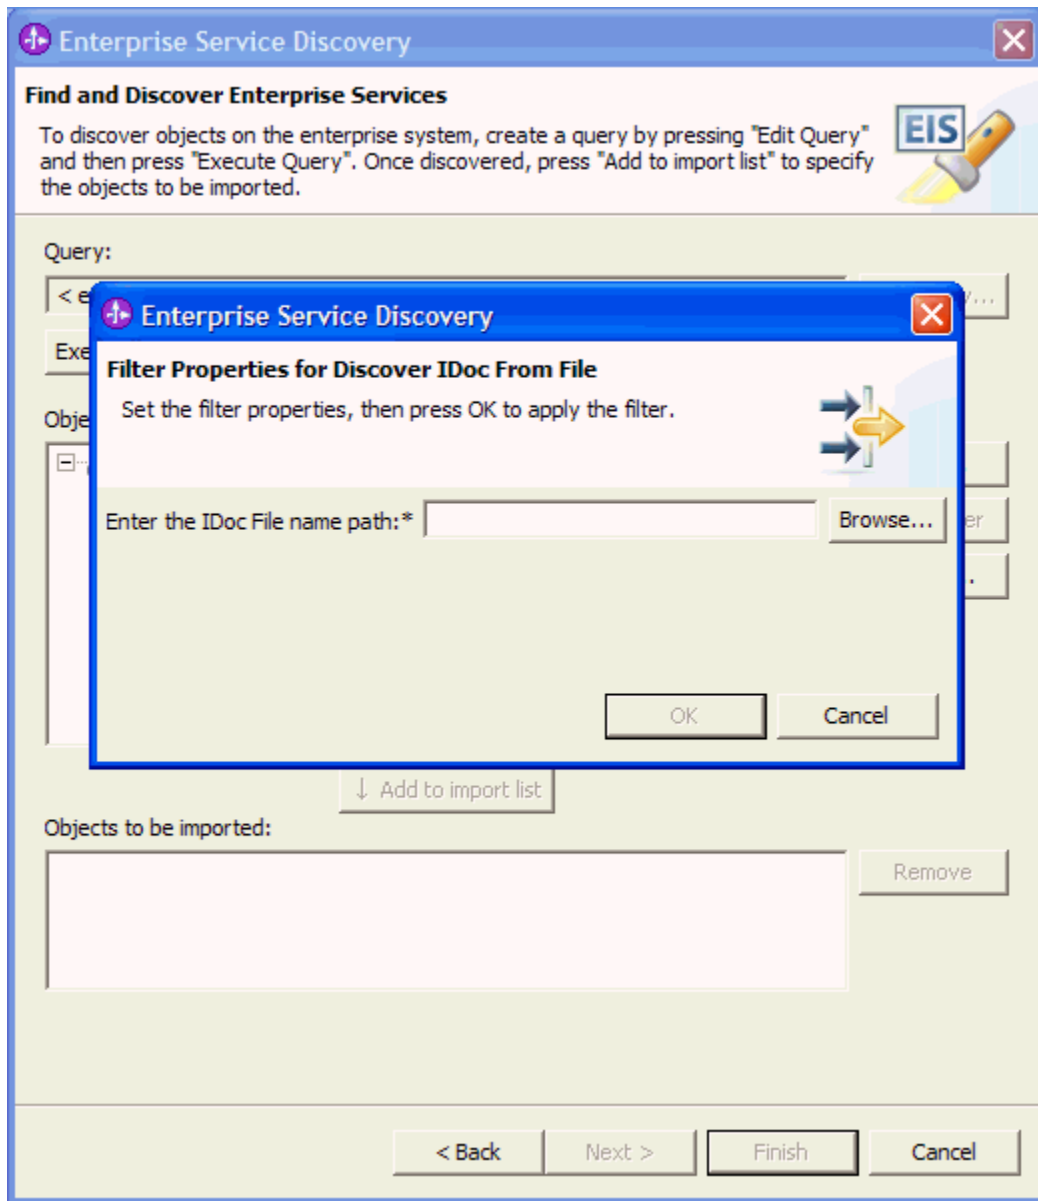 Enterprise Service Discovery
Find and Discover Enterprise Services
To discover objects on the enterprise system, create a query by pressing "Edit Query"
and then press "Execute Query". Once discovered, press "Add to import list" to specify
the objects to be imported.
EIS
Query:
Enterprise Service Discovery
Filter Properties for Discover IDoc From File
Set the filter properties, then press OK to apply the filter.
Enter the IDoc File name path:* Browse...
OK Cancel
↓ Add to import list
Objects to be imported:
Remove
< Back Next > Finish Cancel